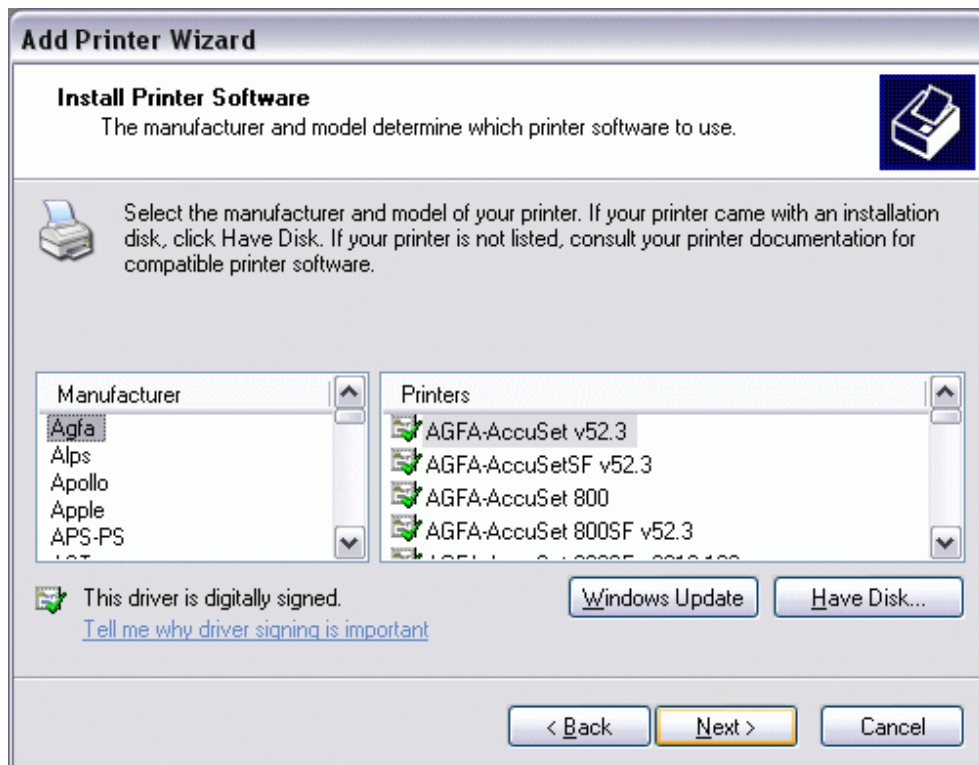 Add Printer Wizard
Install Printer Software
The manufacturer and model determine which printer software to use.
Select the manufacturer and model of your printer. If your printer came with an installation
disk, click Have Disk. If your printer is not listed, consult your printer documentation for
compatible printer software.
Manufacturer
Agfa
Alps
Apollo
Apple
APS-PS
Printers
AGFA-AccuSet v52.3
AGFA-AccuSetSF v52.3
AGFA-AccuSet 800
AGFA-AccuSet 800SF v52.3
This driver is digitally signed.
Tell me why driver signing is important
Windows Update
Have Disk...
< Back
Next >
Cancel